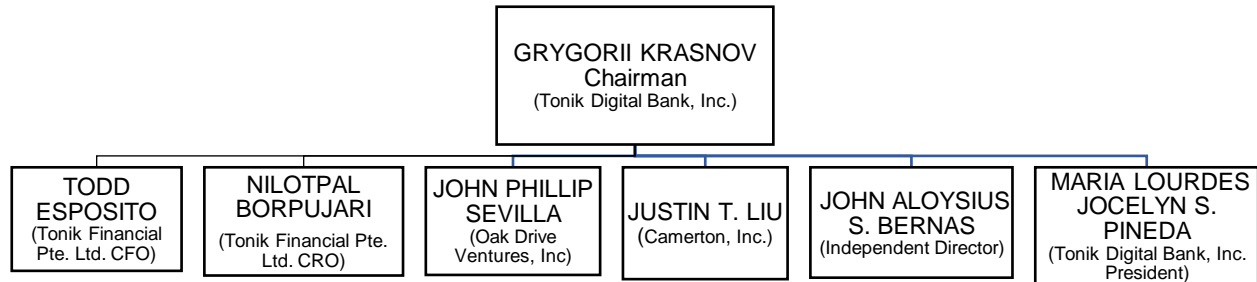 GRYGORII KRASNOV
Chairman
(Tonik Digital Bank, Inc.)
TODD
ESPOSITO
(Tonik Financial
Pte. Ltd. CFO)
NILOTPAL
BORPUJARI
(Tonik Financial Pte.
Ltd. CRO)
JOHN PHILLIP
SEVILLA
(Oak Drive
Ventures, Inc)
JUSTIN T. LIU
(Camerton, Inc.)
JOHN ALOYSIUS
S. BERNAS
(Independent Director)
MARIA LOURDES
JOCELYN S.
PINEDA
(Tonik Digital Bank, Inc.
President)